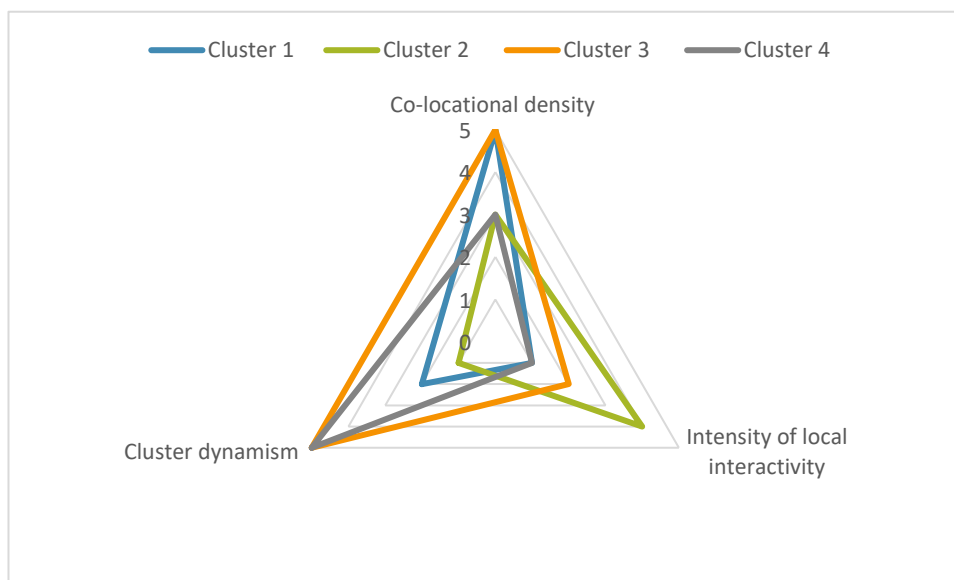 Cluster 1 Cluster 2 Cluster 3 Cluster 4
Co-locational density
5
4
3
2
1
0
Cluster dynamism
Intensity of local
interactivity